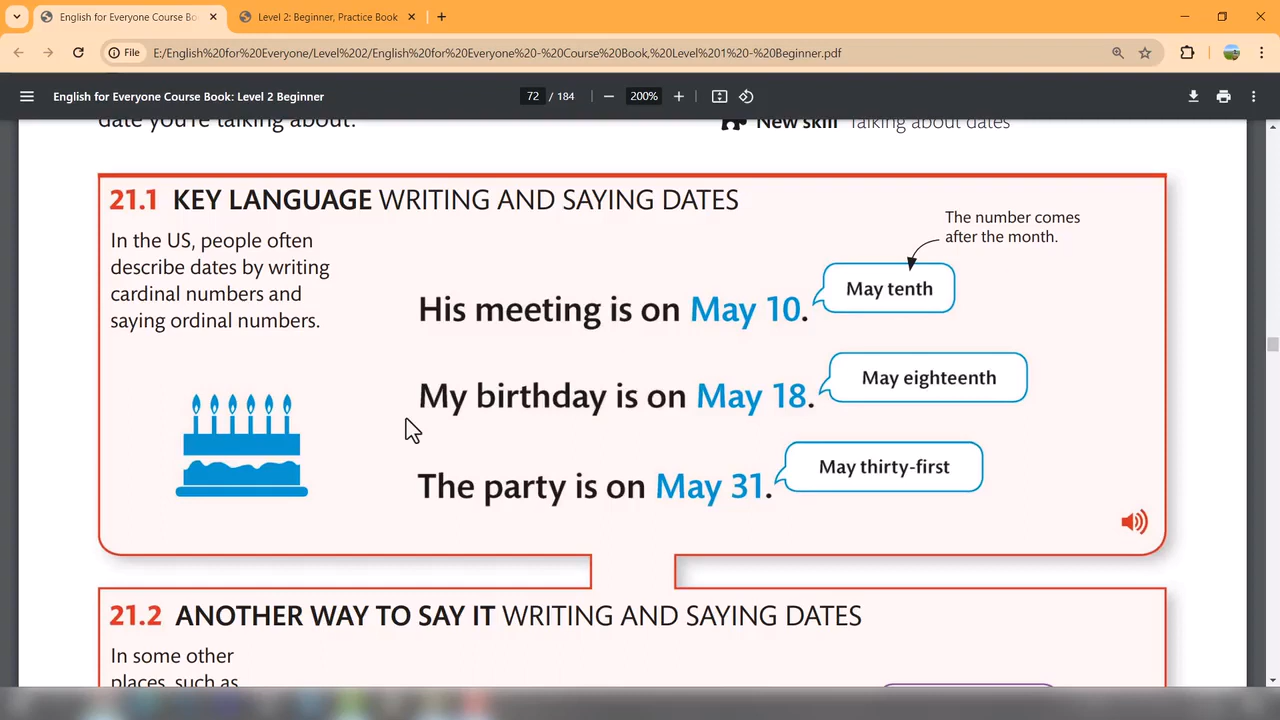 English for Everyone Course Bo
Level 2: Beginner, Practice Book
File
E:/English%20for%20Everyone/Level%202/English%20for%20Everyone%20-%20Course%20Book,%20Level%201%20-%20Beginner.pdf
English for Everyone Course Book: Level 2 Beginner
72 / 184
200%
date you're talking about.
New skill Talking about dates
21.1 KEY LANGUAGE WRITING AND SAYING DATES
In the US, people often
describe dates by writing
cardinal numbers and
saying ordinal numbers.
The number comes
after the month.
His meeting is on May 10.
May tenth
My birthday is on May 18.
May eighteenth
The party is on May 31.
May thirty-first
21.2 ANOTHER WAY TO SAY IT WRITING AND SAYING DATES
In some other
places, such as